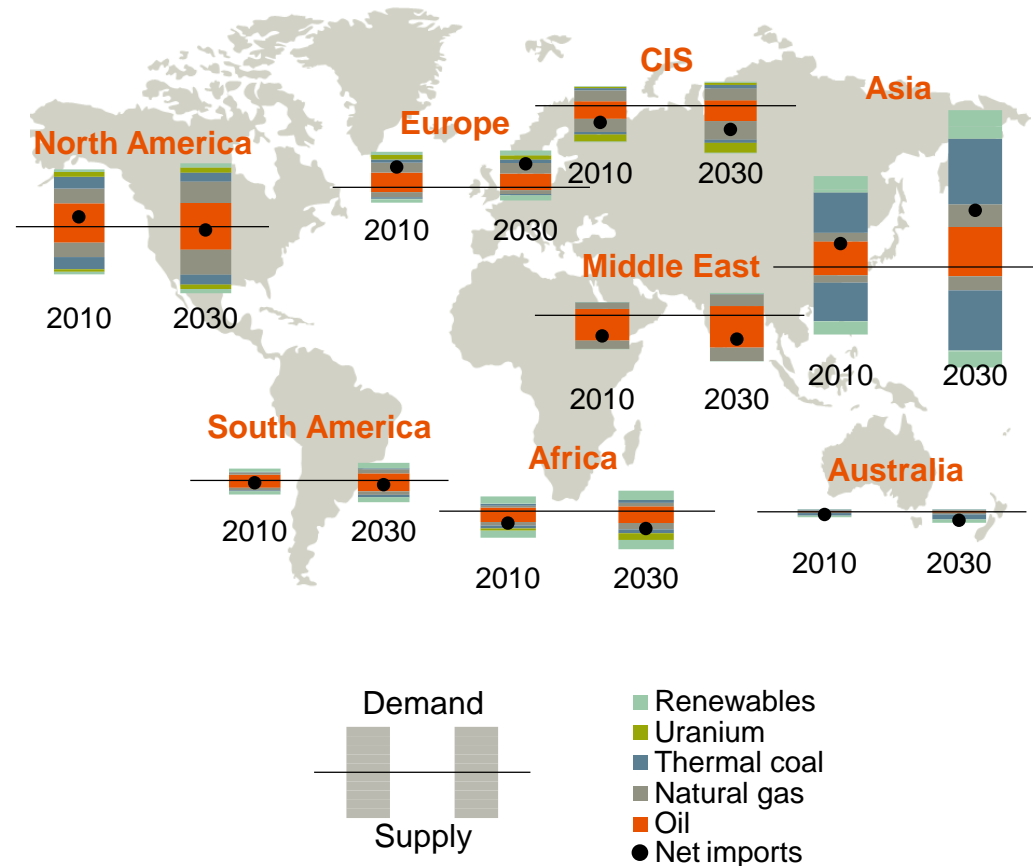 CIS
Asia
Europe
North America
2010
2030
2010
2030
Middle East
2010
2030
2010
2030
2010
2030
South America
Africa
Australia
2010
2030
2010
2030
2010
2030
Demand
Supply
Renewables
Uranium
Thermal coal
Natural gas
Oil
Net imports